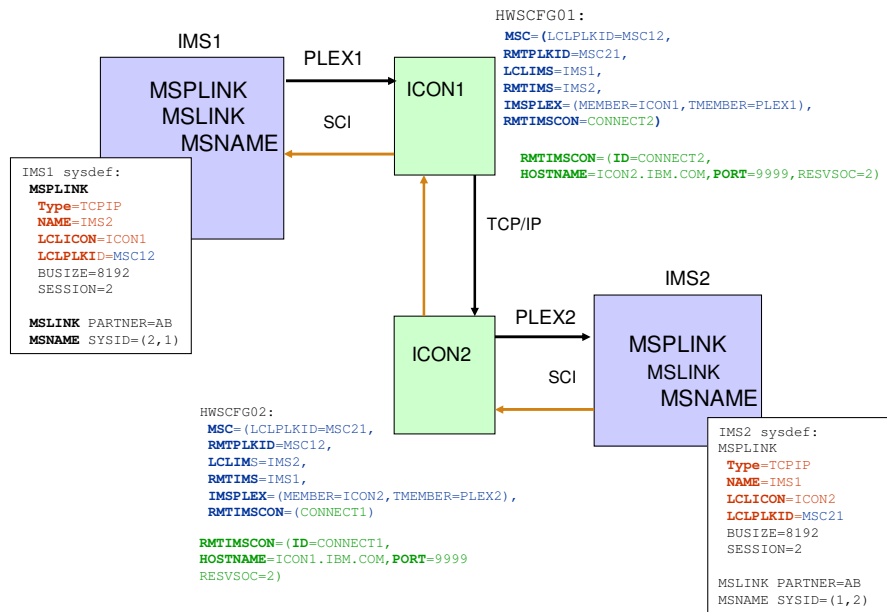 IMS1
MSPLINK
MSLINK
MSNAME
PLEX1
SCI
ICON1
HWSCFG01:
MSC=(LCLPLKID=MSC12,
RMTPLKID=MSC21,
LCLIMS=IMS1,
RMTIMS=IMS2,
IMSPLEX=(MEMBER=ICON1,TMEMBER=PLEX1),
RMTIMSCON=CONNECT2)
RMTIMSCON=(ID=CONNECT2,
HOSTNAME=ICON2.IBM.COM,PORT=9999,RESVSOC=2)
IMS1 sysdef:
MSPLINK
Type=TCPIP
NAME=IMS2
LCLICON=ICON1
LCLPLKID=MSC12
BUSIZE=8192
SESSION=2
MSLINK PARTNER=AB
MSNAME SYSID=(2,1)
TCP/IP
ICON2
PLEX2
SCI
IMS2
MSPLINK
MSLINK
MSNAME
HWSCFG02:
MSC=(LCLPLKID=MSC21,
RMTPLKID=MSC12,
LCLIMS=IMS2,
RMTIMS=IMS1,
IMSPLEX=(MEMBER=ICON2,TMEMBER=PLEX2),
RMTIMSCON=(CONNECT1)
RMTIMSCON=(ID=CONNECT1,
HOSTNAME=ICON1.IBM.COM,PORT=9999
RESVSOC=2)
IMS2 sysdef:
MSPLINK
Type=TCPIP
NAME=IMS1
LCLICON=ICON2
LCLPLKID=MSC21
BUSIZE=8192
SESSION=2
MSLINK PARTNER=AB
MSNAME SYSID=(1,2)